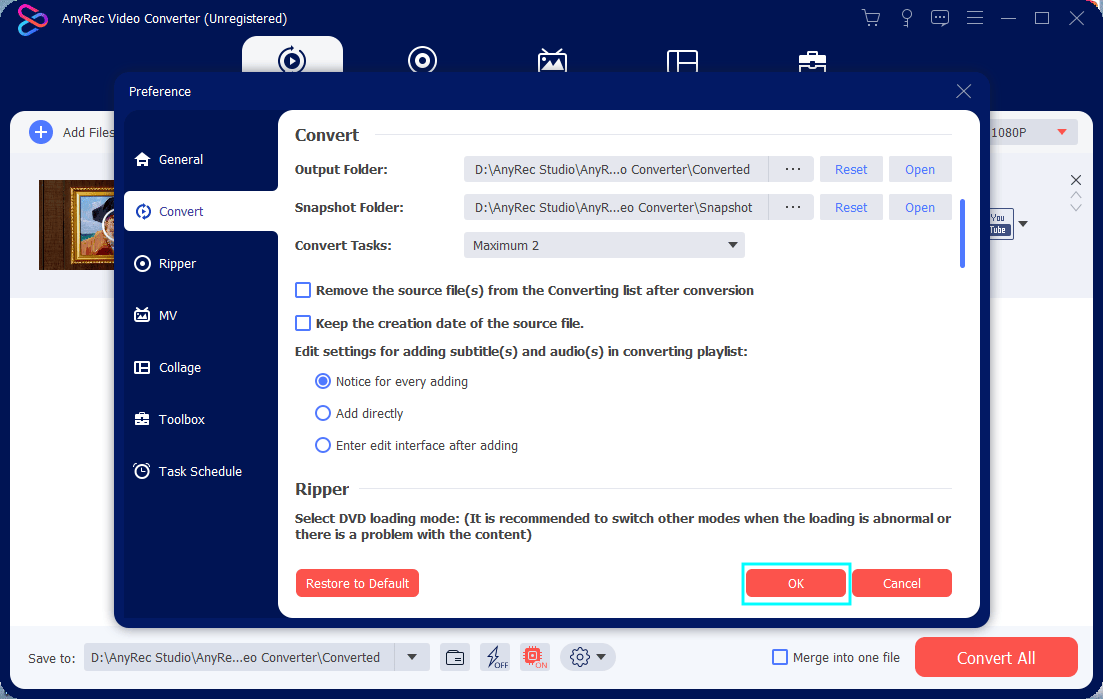 AnyRec Video Converter (Unregistered)
Preference
Add Files
1080P
General
Convert
Ripper
MV
Collage
Toolbox
Task Schedule
Convert
Output Folder: D:\AnyRec Studio\AnyR...o Converter\Converted ... Reset Open
Snapshot Folder: D:\AnyRec Studio\AnyR...eo Converter\Snapshot ... Reset Open
Convert Tasks: Maximum 2
Remove the source file(s) from the Converting list after conversion
Keep the creation date of the source file.
Edit settings for adding subtitle(s) and audio(s) in converting playlist:
Notice for every adding
Add directly
Enter edit interface after adding
Ripper
Select DVD loading mode: (It is recommended to switch other modes when the loading is abnormal or
there is a problem with the content)
Restore to Default OK Cancel
You
Tube
Save to: D:\AnyRec Studio\AnyRe...eo Converter\Converted OFF ON Merge into one file Convert All